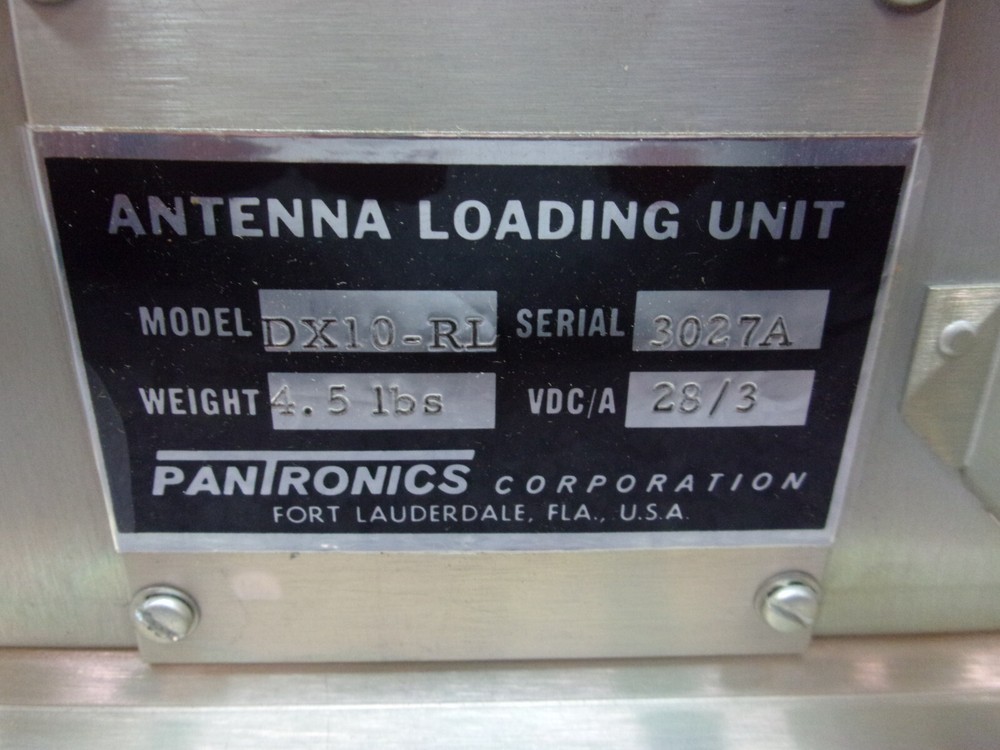 ANTENNA LOADING UNIT
MODEL DX10-RL SERIAL 3027A
WEIGHT 4.5 lbs VDC/A 28/3
PANTRONICS CORPORATION
FORT LAUDERDALE, FLA., U.S.A.